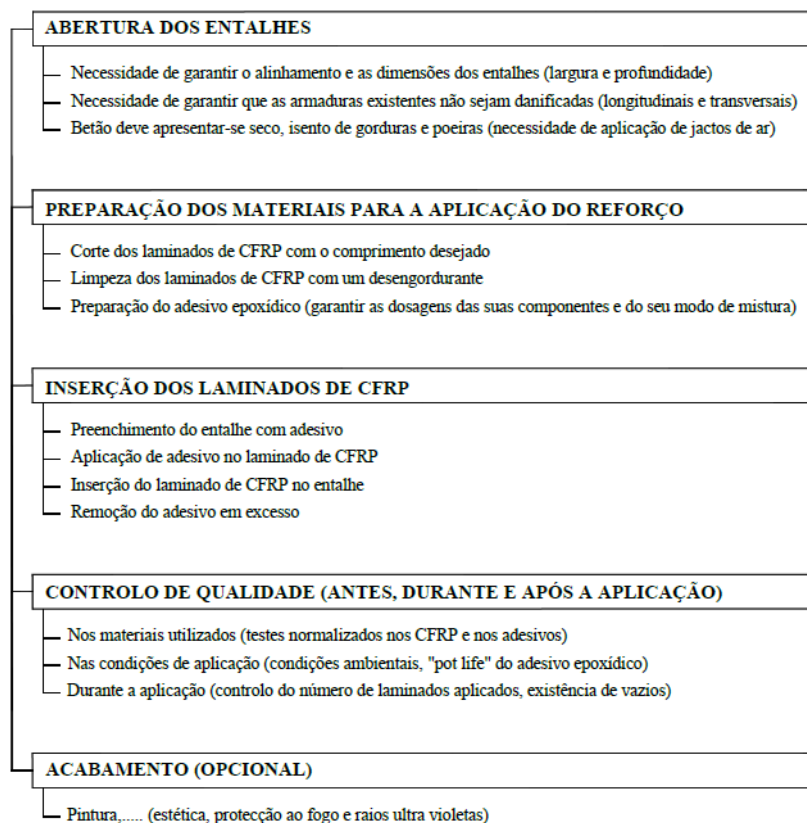 ABERTURA DOS ENTALHES
Necessidade de garantir o alinhamento e as dimensões dos entalhes (largura e profundidade)
Necessidade de garantir que as armaduras existentes não sejam danificadas (longitudinais e transversais)
Betão deve apresentar-se seco, isento de gorduras e poeiras (necessidade de aplicação de jactos de ar)
PREPARAÇÃO DOS MATERIAIS PARA A APLICAÇÃO DO REFORÇO
Corte dos laminados de CFRP com o comprimento desejado
Limpeza dos laminados de CFRP com um desengordurante
Preparação do adesivo epoxídico (garantir as dosagens das suas componentes e do seu modo de mistura)
INSERÇÃO DOS LAMINADOS DE CFRP
Preenchimento do entalhe com adesivo
Aplicação de adesivo no laminado de CFRP
Inserção do laminado de CFRP no entalhe
Remoção do adesivo em excesso
CONTROLO DE QUALIDADE (ANTES, DURANTE E APÓS A APLICAÇÃO)
Nos materiais utilizados (testes normalizados nos CFRP e nos adesivos)
Nas condições de aplicação (condições ambientais, "pot life" do adesivo epoxídico)
Durante a aplicação (controlo do número de laminados aplicados, existência de vazios)
ACABAMENTO (OPCIONAL)
Pintura,..... (estética, protecção ao fogo e raios ultra violetas)